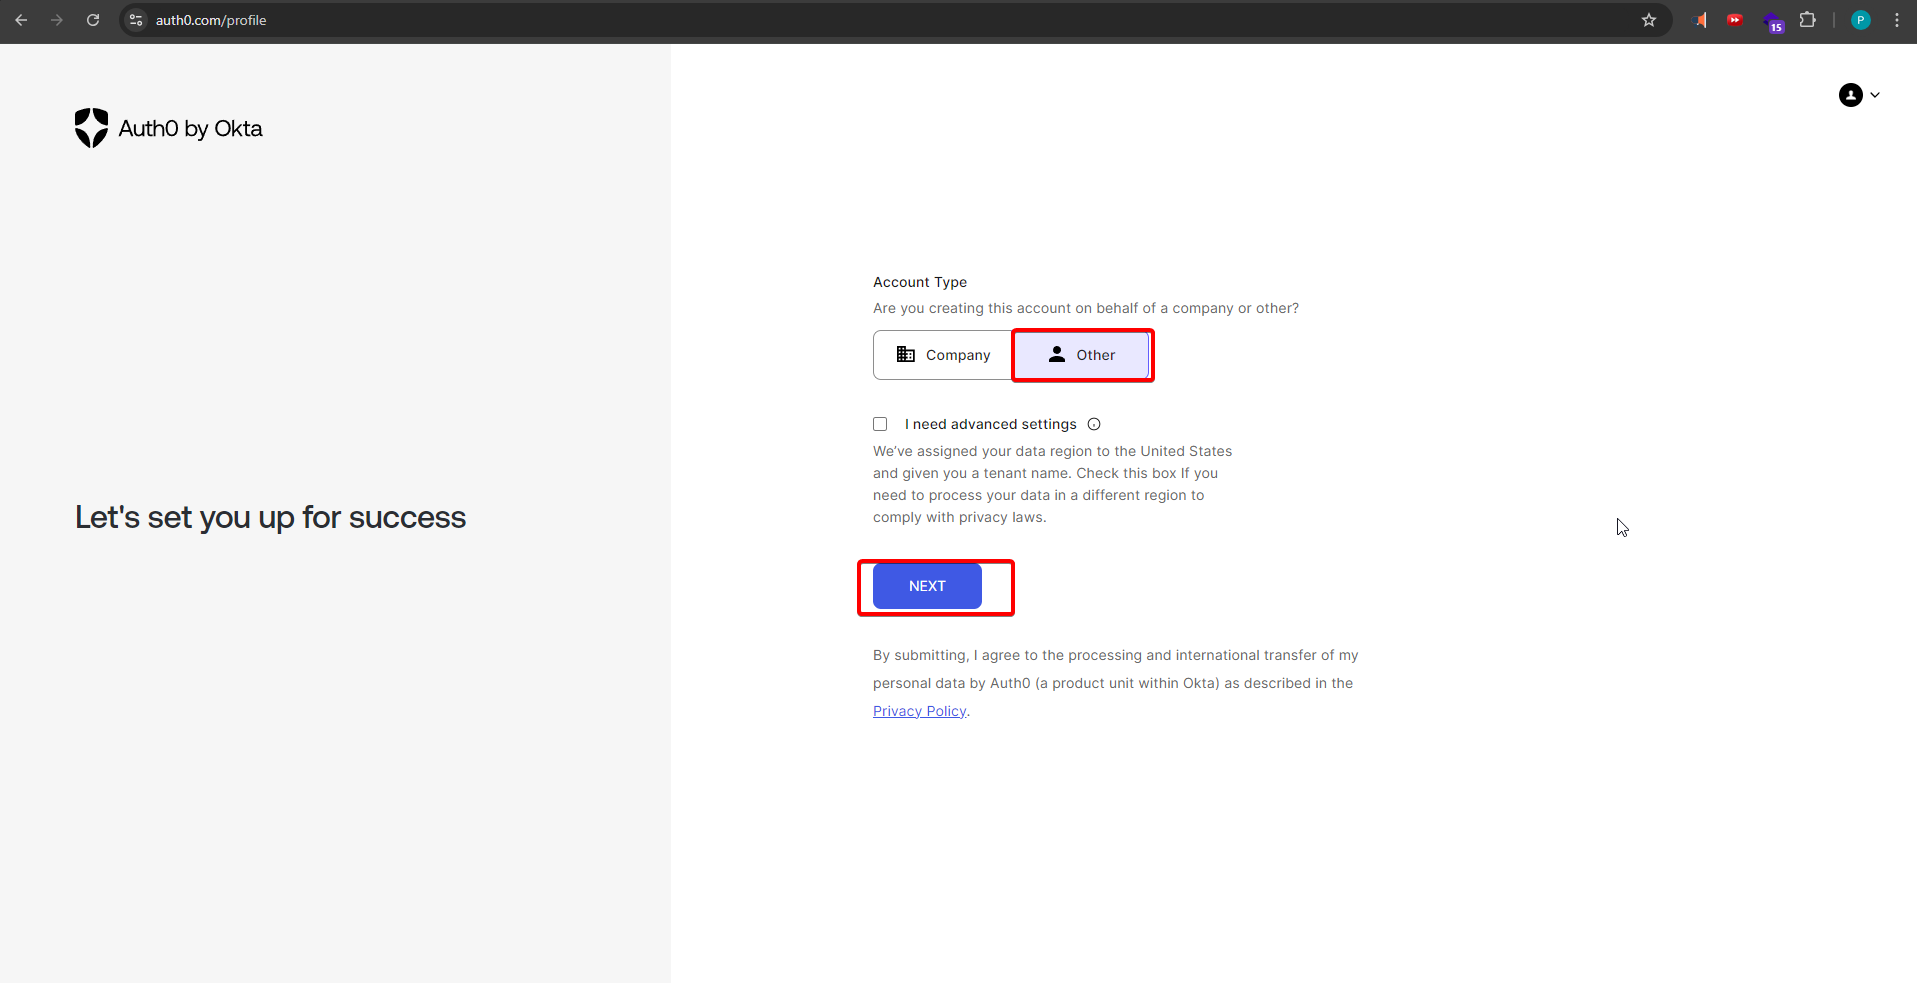 auth0.com/profile
15
P
Auth0 by Okta
Let's set you up for success
Account Type
Are you creating this account on behalf of a company or other?
Company
Other
I need advanced settings
We've assigned your data region to the United States
and given you a tenant name. Check this box If you
need to process your data in a different region to
comply with privacy laws.
NEXT
By submitting, I agree to the processing and international transfer of my
personal data by Auth0 (a product unit within Okta) as described in the
Privacy Policy.